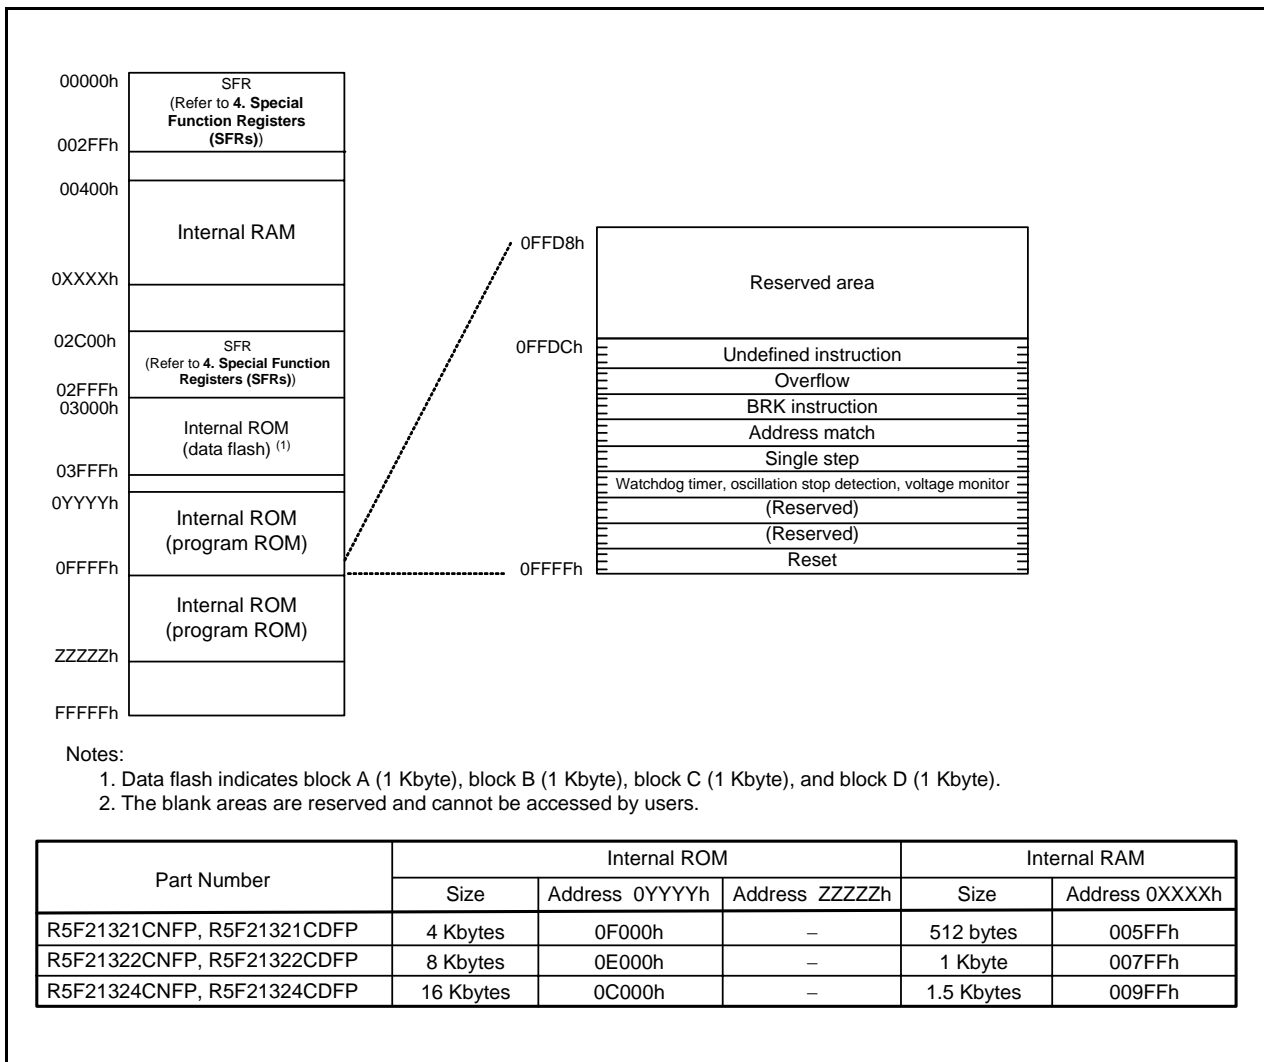 00000h
SFR
(Refer to 4. Special
Function Registers
(SFRs))
002FFh
00400h
Internal RAM
0XXXXh
02C00h
SFR
(Refer to 4. Special Function
Registers (SFRs))
02FFFh
03000h
Internal ROM
(data flash) (1)
03FFFh
0YYYYh
Internal ROM
(program ROM)
0FFFFh
Internal ROM
(program ROM)
ZZZZZh
FFFFFh
0FFD8h
Reserved area
0FFDCh
Undefined instruction
Overflow
BRK instruction
Address match
Single step
Watchdog timer, oscillation stop detection, voltage monitor
(Reserved)
(Reserved)
Reset
0FFFFh
Notes:
1. Data flash indicates block A (1 Kbyte), block B (1 Kbyte), block C (1 Kbyte), and block D (1 Kbyte).
2. The blank areas are reserved and cannot be accessed by users.
Part Number Internal ROM Internal RAM
Size Address 0YYYYh Address ZZZZZh Size Address 0XXXXh
R5F21321CNFP, R5F21321CDFP 4 Kbytes 0F000h – 512 bytes 005FFh
R5F21322CNFP, R5F21322CDFP 8 Kbytes 0E000h – 1 Kbyte 007FFh
R5F21324CNFP, R5F21324CDFP 16 Kbytes 0C000h – 1.5 Kbytes 009FFh